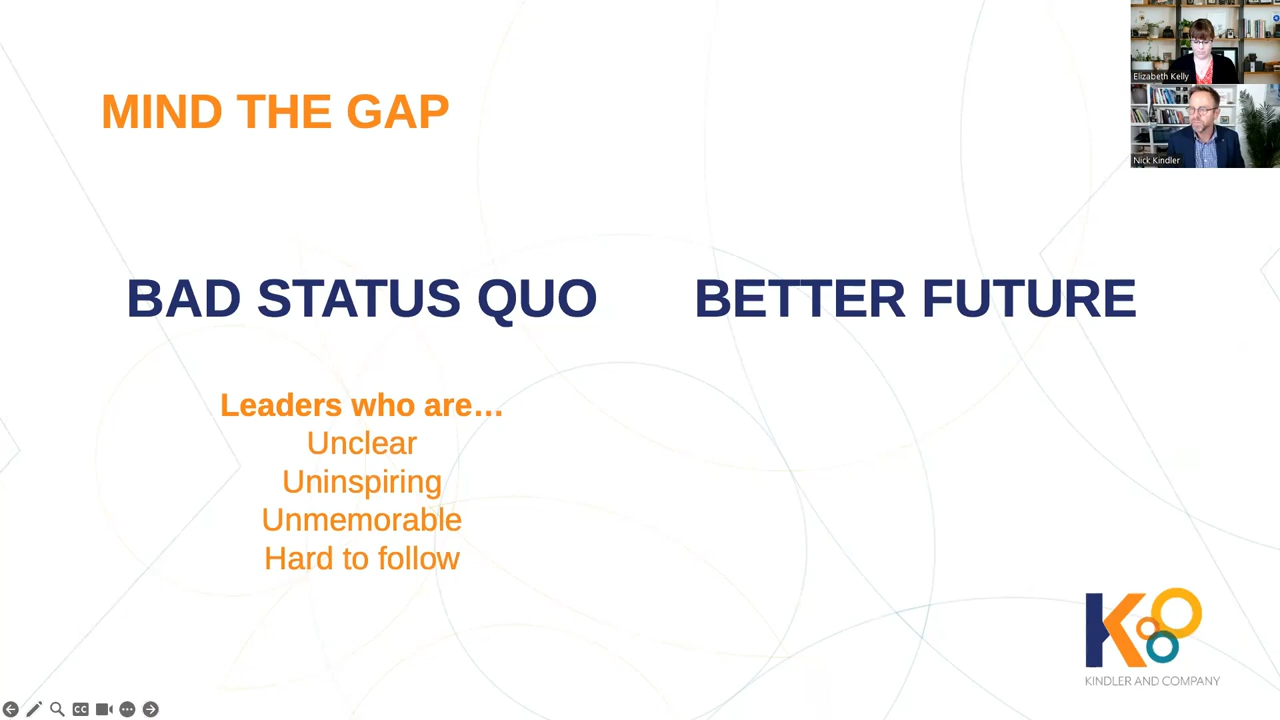 MIND THE GAP
Elizabeth Kelly
Nick Kindler
BAD STATUS QUO
BETTER FUTURE
Leaders who are…
Unclear
Uninspiring
Unmemorable
Hard to follow
K
KINDLER AND COMPANY
CC